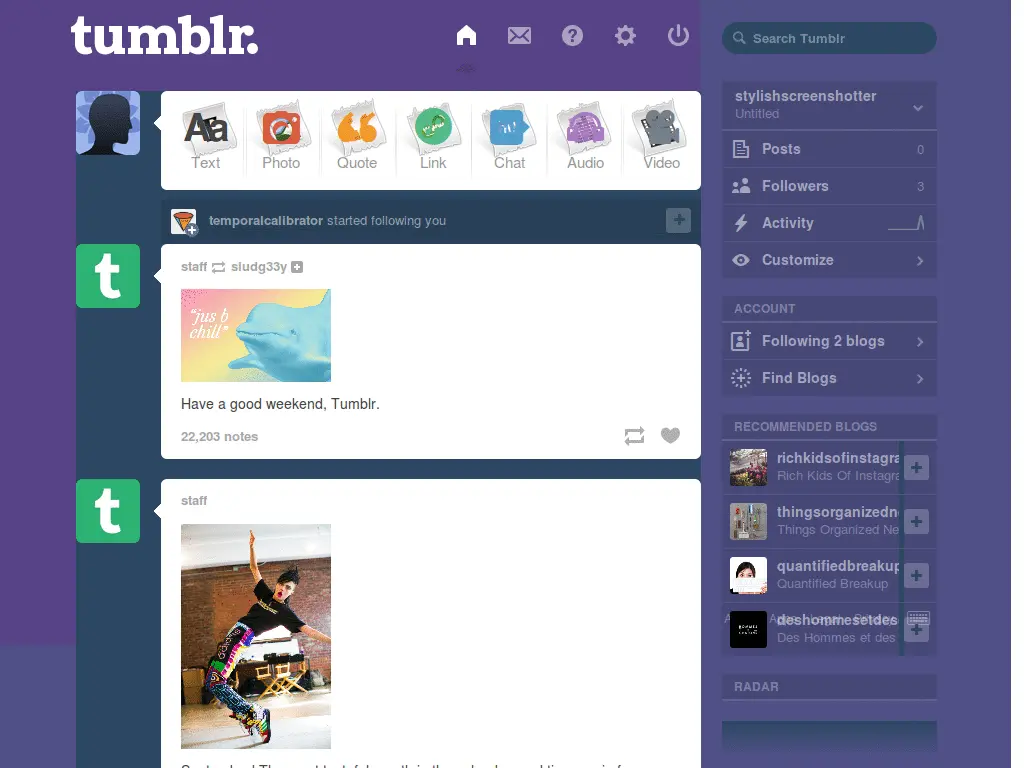 tumblr.
Search Tumblr
stylishscreenshotter
Untitled
Text
Photo
Quote
Link
Chat
Audio
Video
Posts 0
Followers 3
Activity
Customize
temporalcalibrator started following you
staff sludg33y
"jus b
chill"
Have a good weekend, Tumblr.
22,203 notes
ACCOUNT
Following 2 blogs
Find Blogs
RECOMMENDED BLOGS
richkidsofinstagra
Rich Kids Of Instagra
thingsorganizedn
Things Organized Ne
quantifiedbreakup
Quantified Breakup
deshommesetdes
Des Hommes et des
RADAR
staff